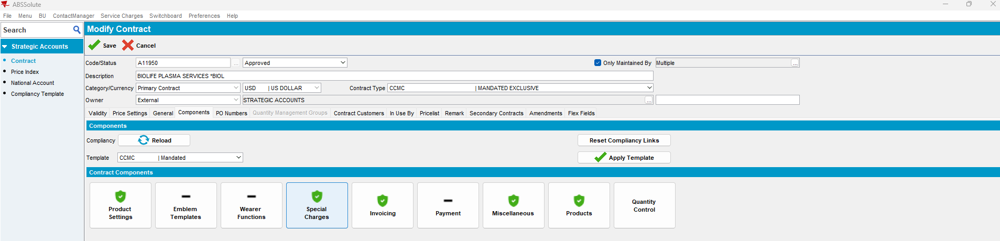 ABSSolute
File Menu BU ContactManager Service Charges Switchboard Preferences Help
Search
Strategic Accounts
Contract
Price Index
National Account
Compliancy Template
Modify Contract
Save Cancel
Code/Status A11950 ... Approved Only Maintained By Multiple ...
Description BIOLIFE PLASMA SERVICES *BIOL
Category/Currency Primary Contract USD | US DOLLAR Contract Type CCMC | MANDATED EXCLUSIVE
Owner External STRATEGIC ACCOUNTS ...
Validity Price Settings General Components PO Numbers Quantity Management Groups Contract Customers In Use By Pricelist Remark Secondary Contracts Amendments Flex Fields
Components
Compliancy Reload Reset Compliancy Links
Template CCMC | Mandated Apply Template
Contract Components
Product
Settings
Emblem
Templates
Wearer
Functions
Special
Charges
Invoicing
Payment
Miscellaneous
Products
Quantity
Control